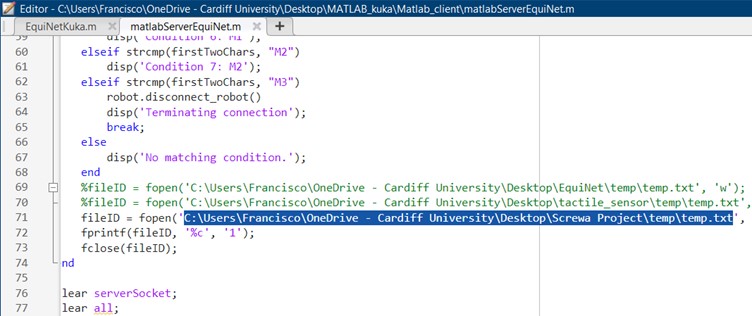 Editor - C:\Users\Francisco\OneDrive - Cardiff University\Desktop\MATLAB_kuka\Matlab_client\matlabServerEquiNet.m
EquiNetKuka.m × matlabServerEquiNet.m × +
59 disp('Condition 6: M1');
60 elseif strcmp(firstTwoChars, "M2")
61 disp('Condition 7: M2');
62 elseif strcmp(firstTwoChars, "M3")
63 robot.disconnect_robot()
64 disp('Terminating connection');
65 break;
66 else
67 disp('No matching condition.');
68 end
69 %fileID = fopen('C:\Users\Francisco\OneDrive - Cardiff University\Desktop\EquiNet\temp\temp.txt', 'w');
70 %fileID = fopen('C:\Users\Francisco\OneDrive - Cardiff University\Desktop\tactile_sensor\temp\temp.txt',
71 fileID = fopen('C:\Users\Francisco\OneDrive - Cardiff University\Desktop\Screwa Project\temp\temp.txt',
72 fprintf(fileID, '%c', '1');
73 fclose(fileID);
74 nd
75
76 lear serverSocket;
77 lear all;